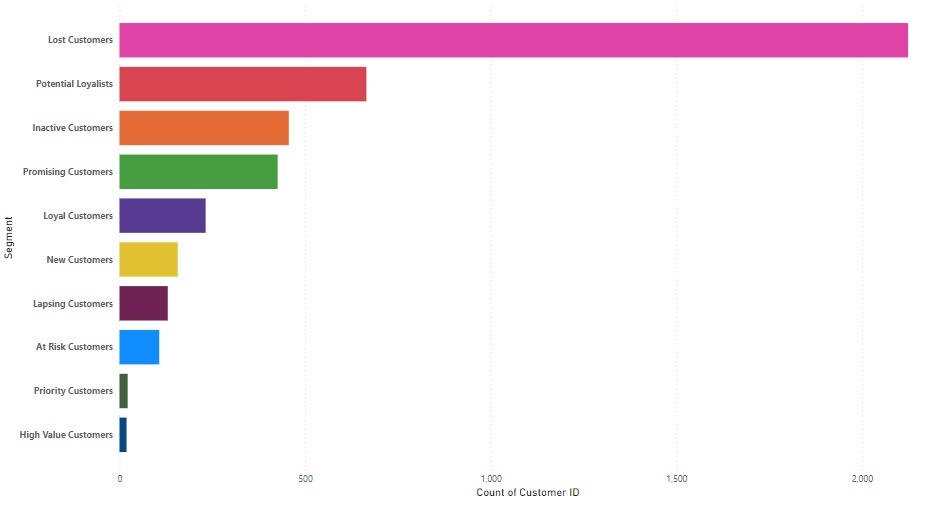 Segment
Lost Customers
Potential Loyalists
Inactive Customers
Promising Customers
Loyal Customers
New Customers
Lapsing Customers
At Risk Customers
Priority Customers
High Value Customers
0 500 1,000 1,500 2,000
Count of Customer ID